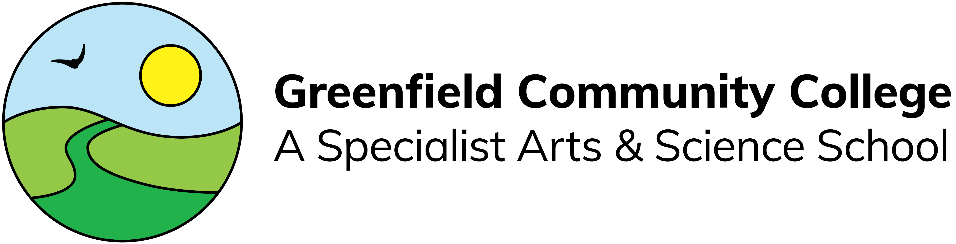 Greenfield Community College
A Specialist Arts & Science School